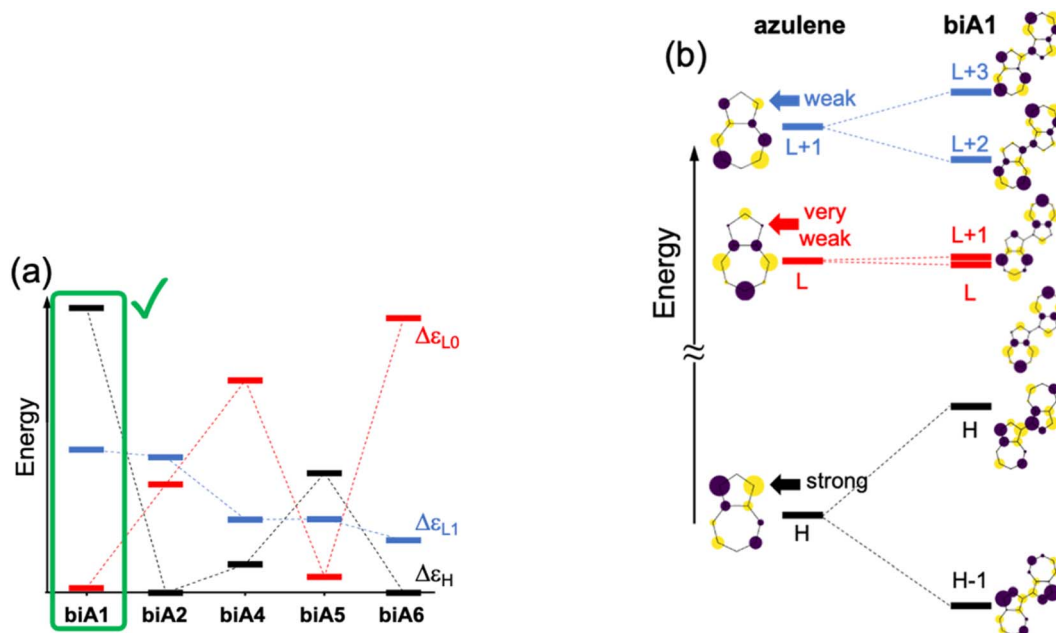 (a)
Energy
ΔεL0
ΔεL1
ΔεH
biA1 biA2 biA4 biA5 biA6
(b)
azulene biA1
Energy
weak
L+1
L+3
L+2
very
weak
L
L+1
L
strong
H
H
H-1